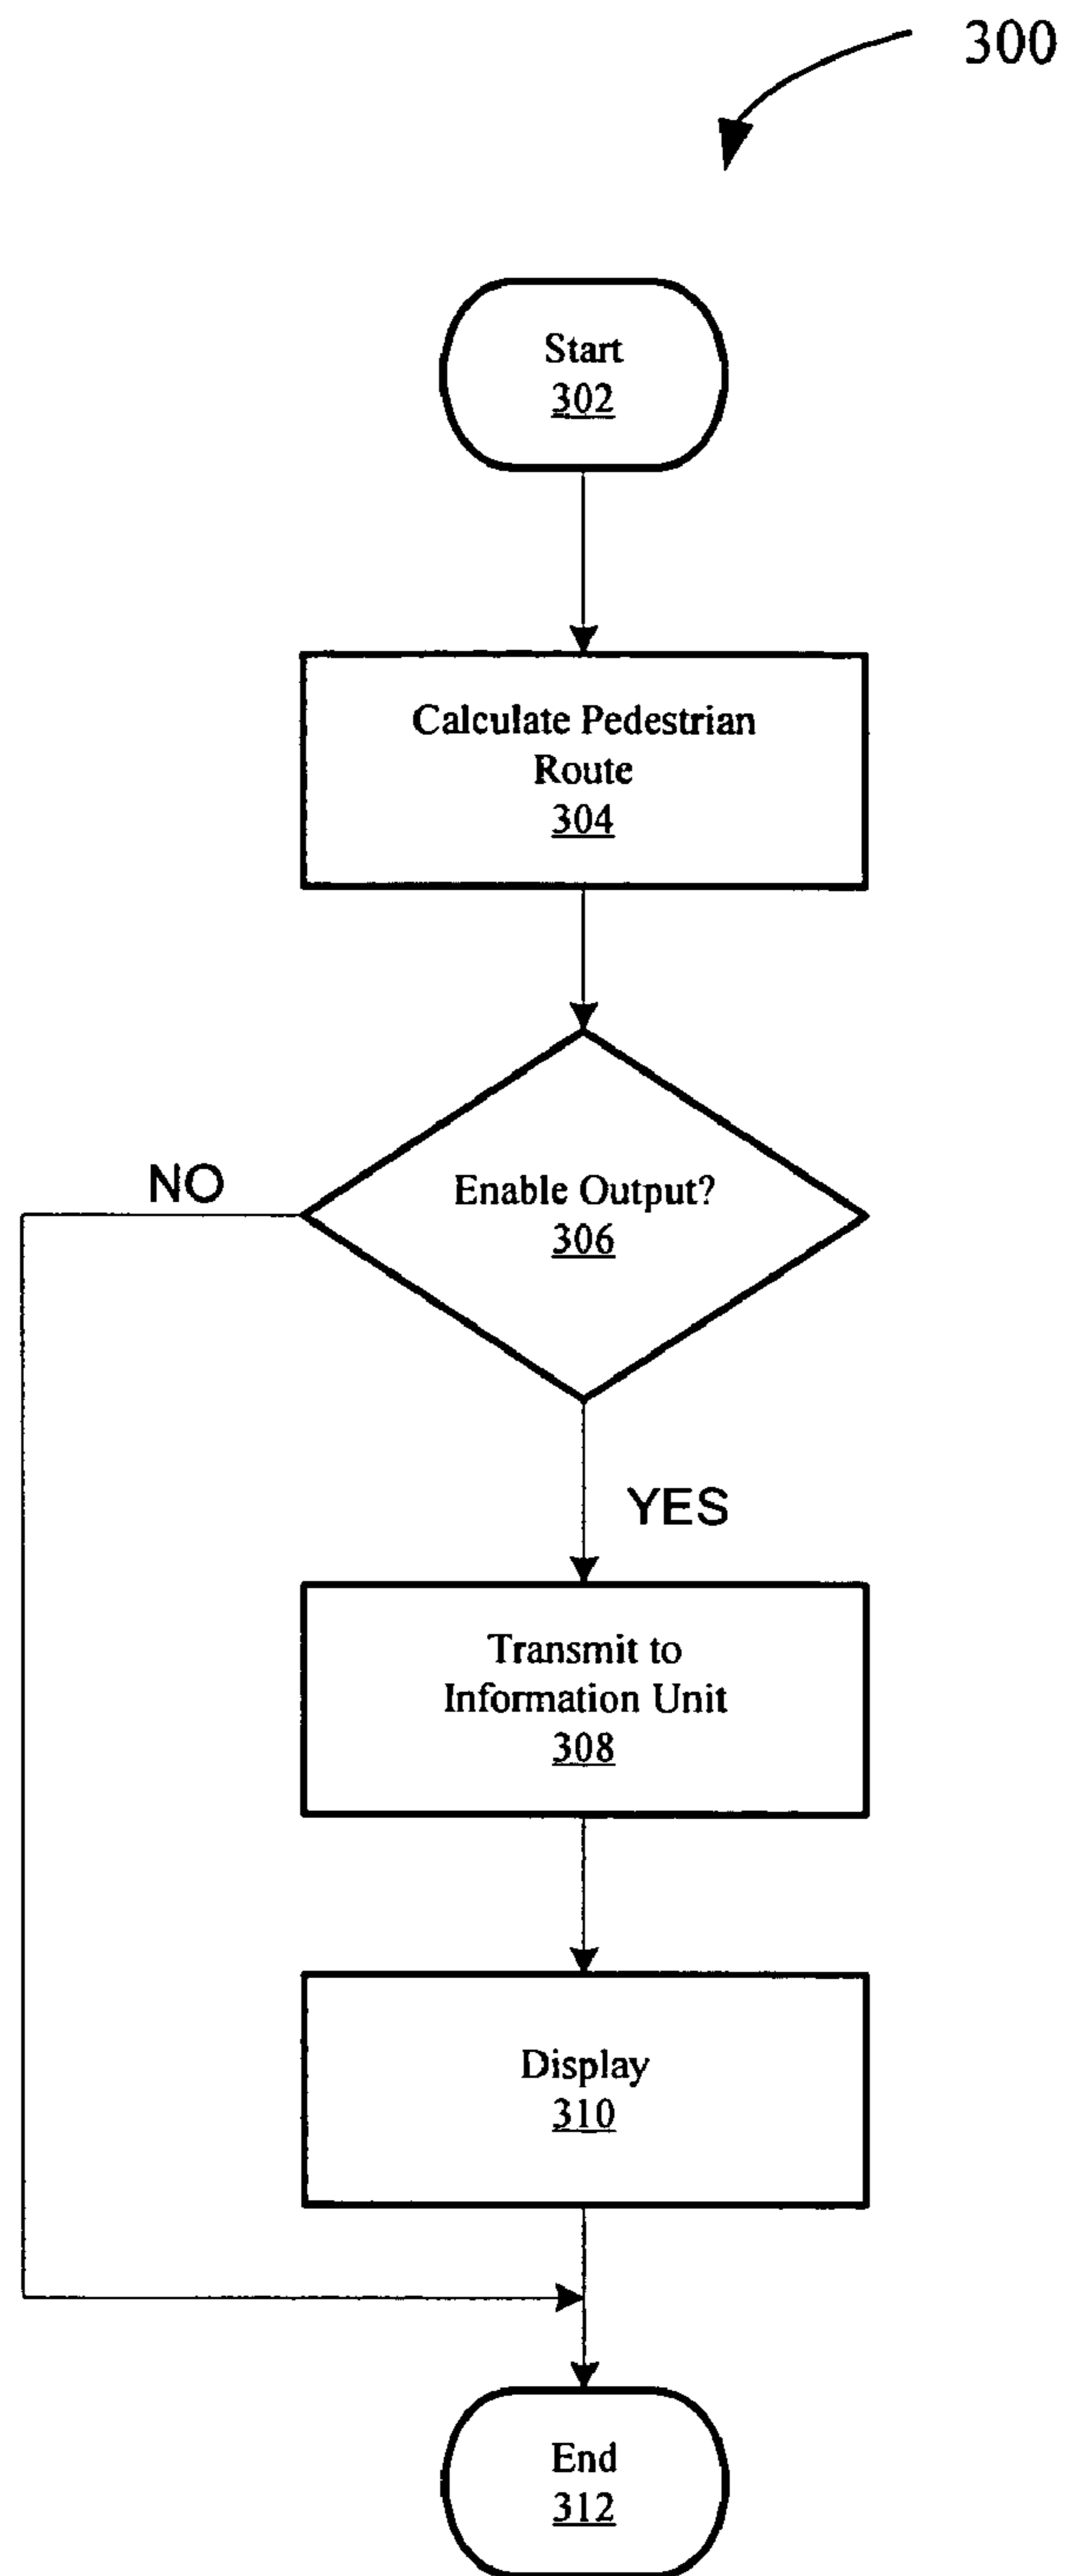 300
Start
302
Calculate Pedestrian
Route
304
NO
Enable Output?
306
YES
Transmit to
Information Unit
308
Display
310
End
312